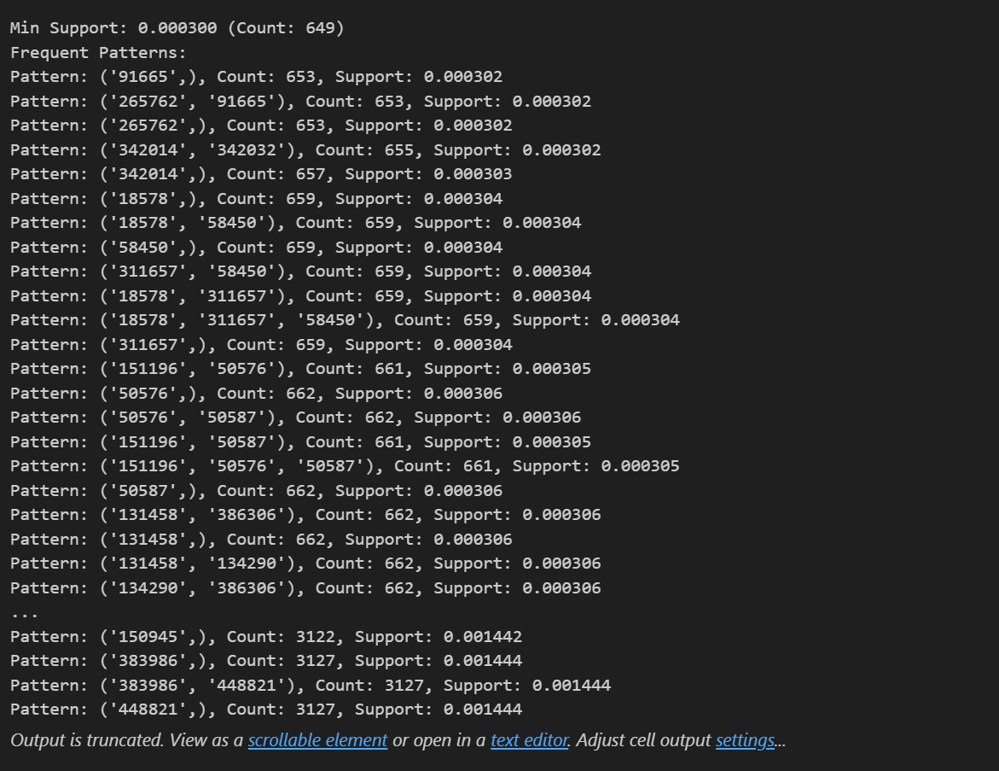 Min Support: 0.000300 (Count: 649)
Frequent Patterns:
Pattern: ('91665',), Count: 653, Support: 0.000302
Pattern: ('265762', '91665'), Count: 653, Support: 0.000302
Pattern: ('265762',), Count: 653, Support: 0.000302
Pattern: ('342014', '342032'), Count: 655, Support: 0.000302
Pattern: ('342014',), Count: 657, Support: 0.000303
Pattern: ('18578',), Count: 659, Support: 0.000304
Pattern: ('18578', '58450'), Count: 659, Support: 0.000304
Pattern: ('58450',), Count: 659, Support: 0.000304
Pattern: ('311657', '58450'), Count: 659, Support: 0.000304
Pattern: ('18578', '311657'), Count: 659, Support: 0.000304
Pattern: ('18578', '311657', '58450'), Count: 659, Support: 0.000304
Pattern: ('311657',), Count: 659, Support: 0.000304
Pattern: ('151196', '50576'), Count: 661, Support: 0.000305
Pattern: ('50576',), Count: 662, Support: 0.000306
Pattern: ('50576', '50587'), Count: 662, Support: 0.000306
Pattern: ('151196', '50587'), Count: 661, Support: 0.000305
Pattern: ('151196', '50576', '50587'), Count: 661, Support: 0.000305
Pattern: ('50587',), Count: 662, Support: 0.000306
Pattern: ('131458', '386306'), Count: 662, Support: 0.000306
Pattern: ('131458',), Count: 662, Support: 0.000306
Pattern: ('131458', '134290'), Count: 662, Support: 0.000306
Pattern: ('134290', '386306'), Count: 662, Support: 0.000306
...
Pattern: ('150945',), Count: 3122, Support: 0.001442
Pattern: ('383986',), Count: 3127, Support: 0.001444
Pattern: ('383986', '448821'), Count: 3127, Support: 0.001444
Pattern: ('448821',), Count: 3127, Support: 0.001444
Output is truncated. View as a scrollable element or open in a text editor. Adjust cell output settings...